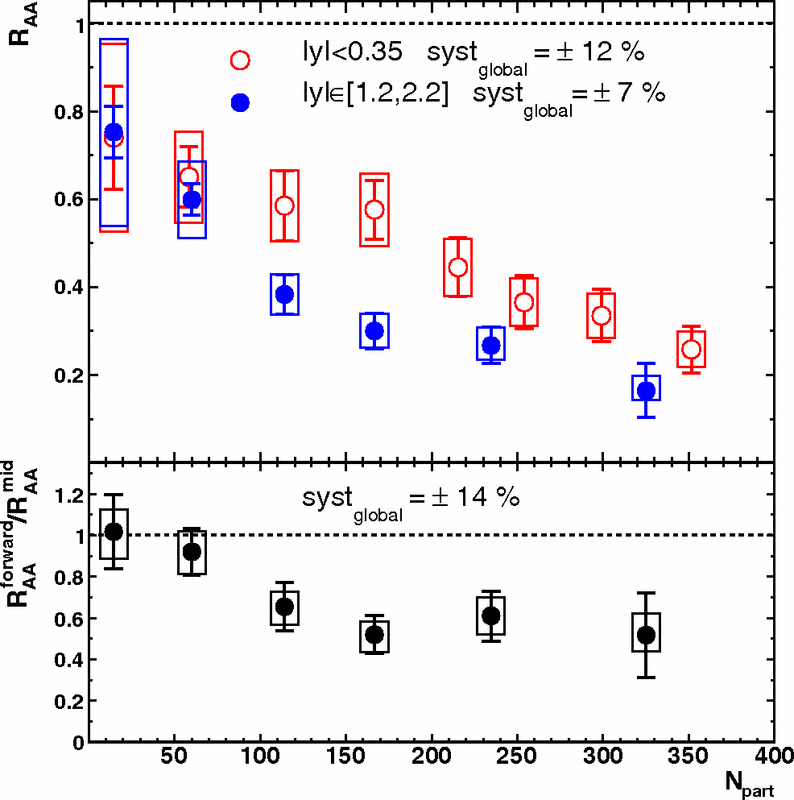 R_AA
1
0.8
0.6
0.4
0.2
|y|<0.35 syst_global = ± 12 %
|y|∈[1.2,2.2] syst_global = ± 7 %
R_AA^forward/R_AA^mid
1.2
1
0.8
0.6
0.4
0.2
0
syst_global = ± 14 %
50 100 150 200 250 300 350 400
N_part